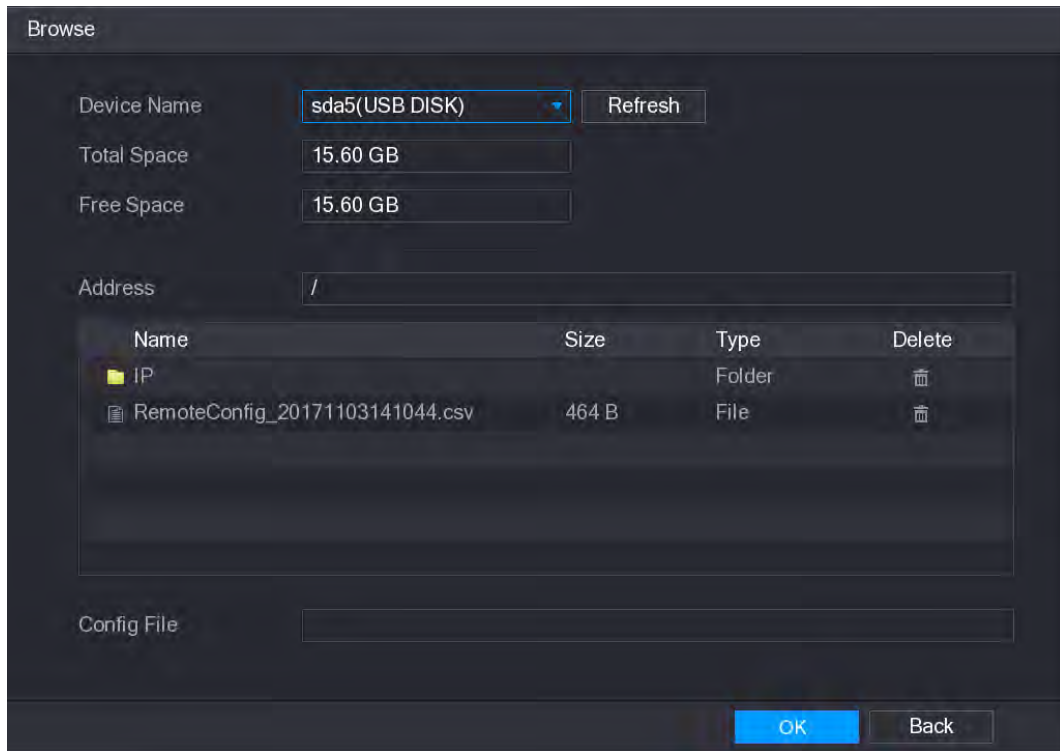 Browse
Device Name sda5(USB DISK) Refresh
Total Space 15.60 GB
Free Space 15.60 GB
Address /
Name Size Type Delete
IP Folder
RemoteConfig_20171103141044.csv 464 B File
Config File
OK Back